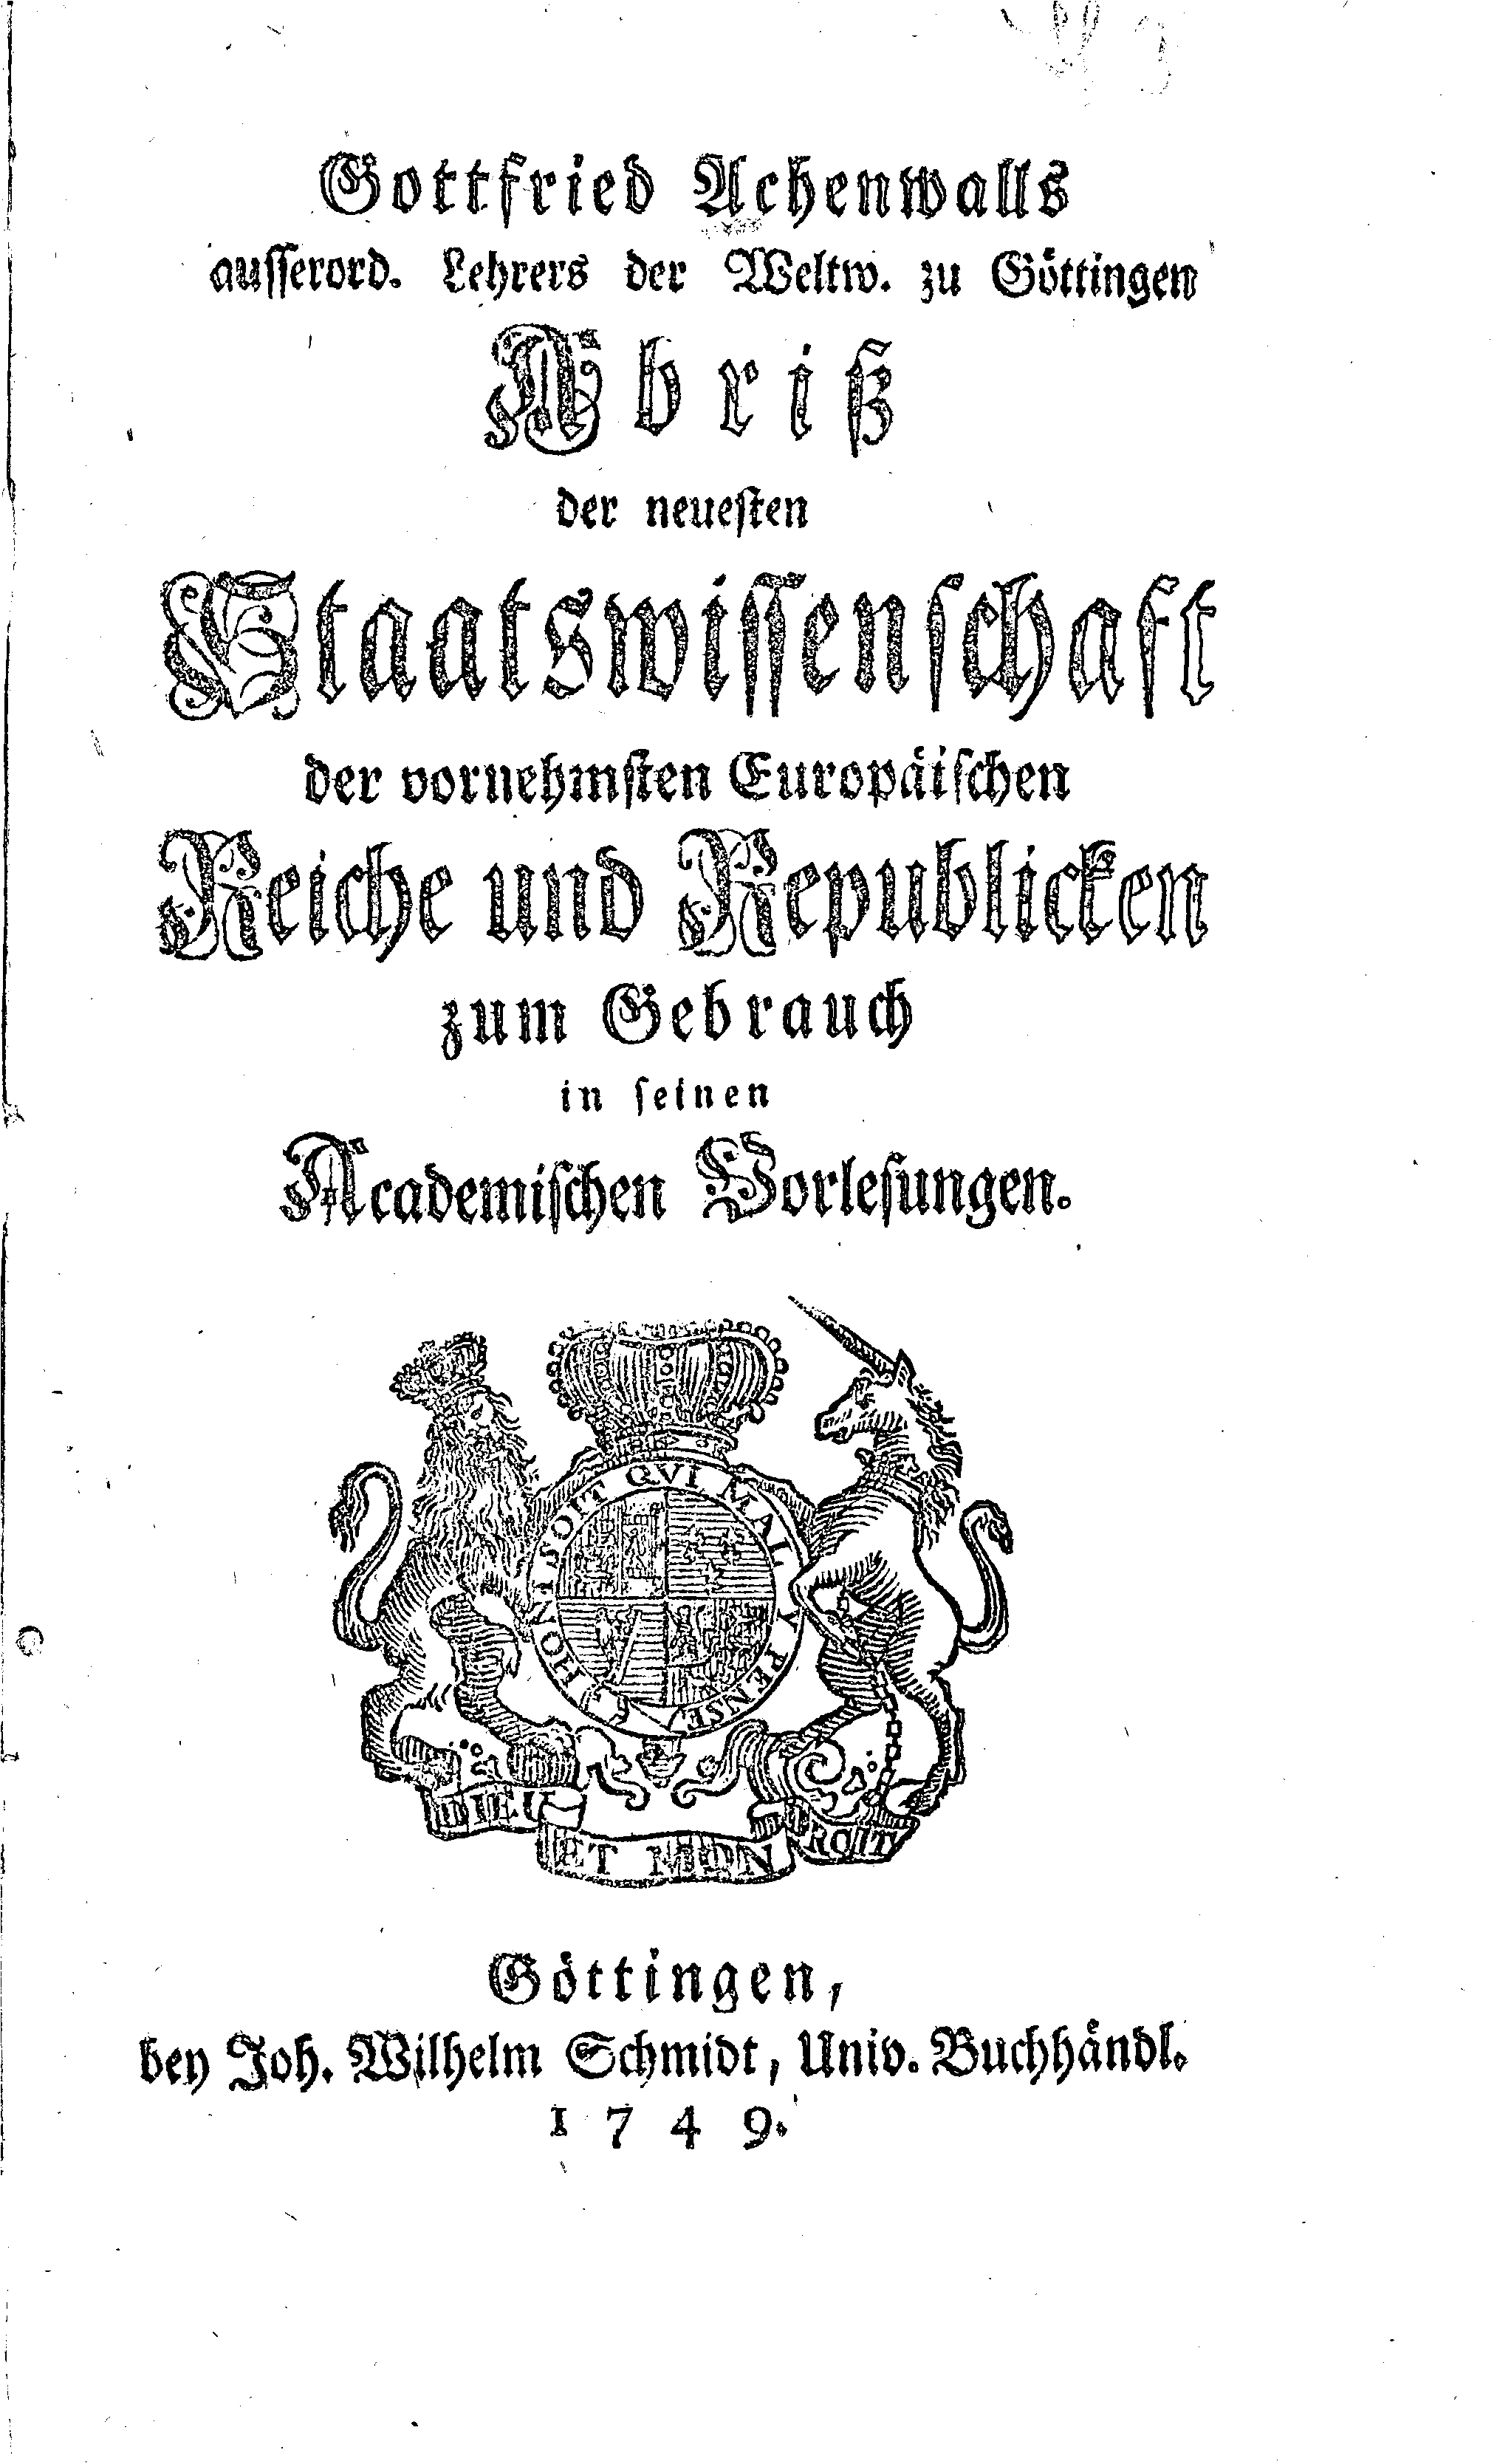 Gottfried Achenwalls
ausserord. Lehrers der Weltw. zu Göttingen
Abriß
der neuesten
Staatswissenschaft
der vornehmsten Europäischen
Reiche und Republicken
zum Gebrauch
in seinen
Academischen Vorlesungen.
HONI SOIT QVI MAL Y PENSE
DIEU
ET MON
DROIT
Göttingen,
bey Joh. Wilhelm Schmidt, Univ. Buchhändl.
1749.